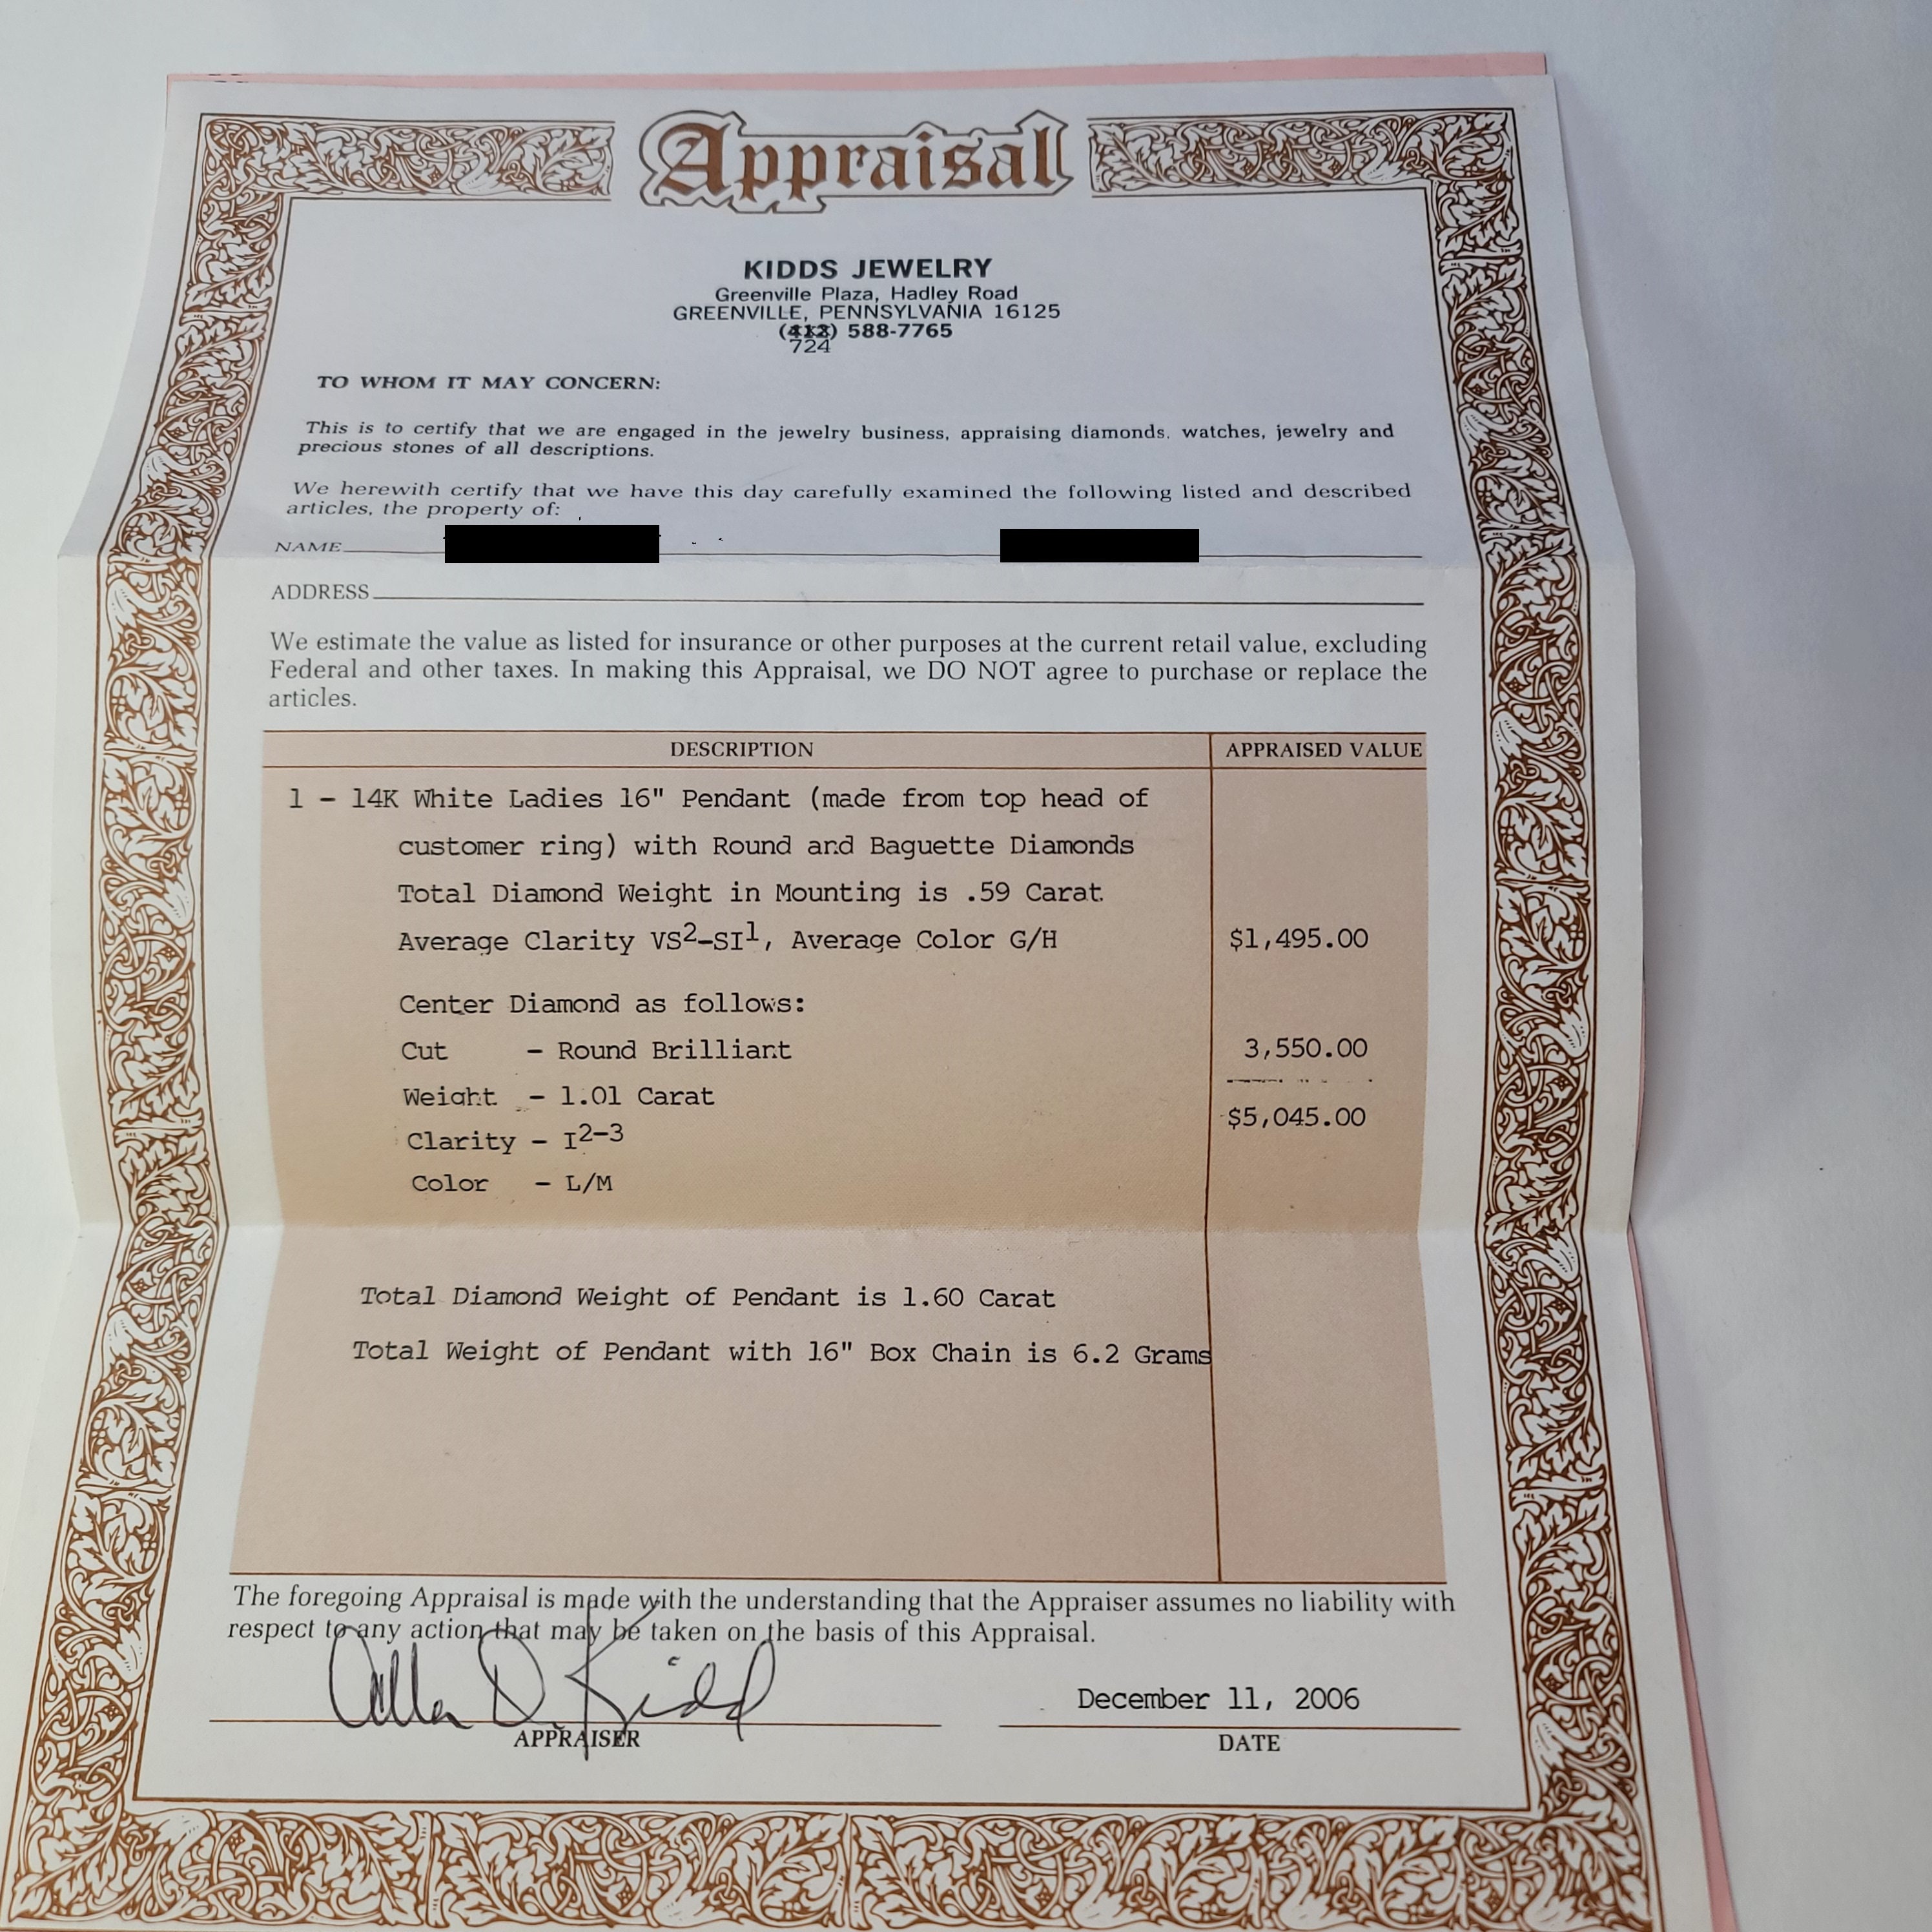 Appraisal
KIDDS JEWELRY
Greenville Plaza, Hadley Road
GREENVILLE, PENNSYLVANIA 16125
(412) 588-7765
724
TO WHOM IT MAY CONCERN:
This is to certify that we are engaged in the jewelry business, appraising diamonds, watches, jewelry and
precious stones of all descriptions.
We herewith certify that we have this day carefully examined the following listed and described
articles, the property of:
NAME
ADDRESS
We estimate the value as listed for insurance or other purposes at the current retail value, excluding
Federal and other taxes. In making this Appraisal, we DO NOT agree to purchase or replace the
articles.
DESCRIPTION APPRAISED VALUE
1 - 14K White Ladies 16" Pendant (made from top head of
customer ring) with Round and Baguette Diamonds
Total Diamond Weight in Mounting is .59 Carat
Average Clarity VS2-SI1, Average Color G/H $1,495.00
Center Diamond as follows:
Cut - Round Brilliant 3,550.00
Weight - 1.01 Carat
$5,045.00
Clarity - I2-3
Color - L/M
Total Diamond Weight of Pendant is 1.60 Carat
Total Weight of Pendant with 16" Box Chain is 6.2 Grams
The foregoing Appraisal is made with the understanding that the Appraiser assumes no liability with
respect to any action that may be taken on the basis of this Appraisal.
Allen D. Kidd
December 11, 2006
APPRAISER DATE